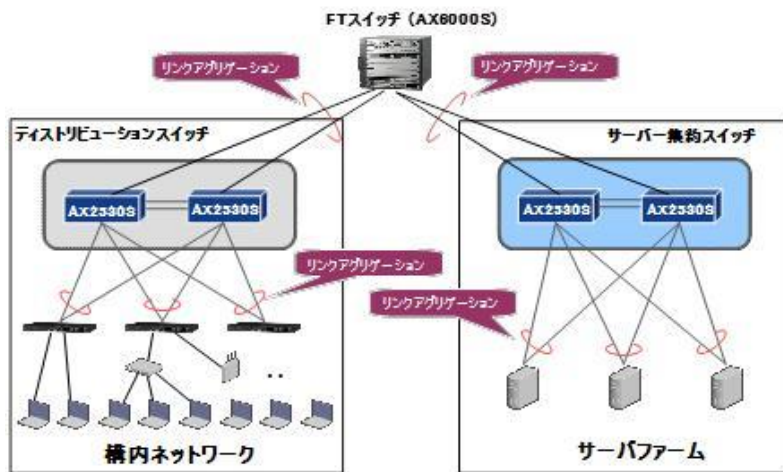 FTスイッチ (AX6000S)
リンクアグリゲーション
リンクアグリゲーション
ディストリビューションスイッチ
サーバー集約スイッチ
AX2530S
AX2530S
AX2530S
AX2530S
リンクアグリゲーション
リンクアグリゲーション
..
構内ネットワーク
サーバファーム